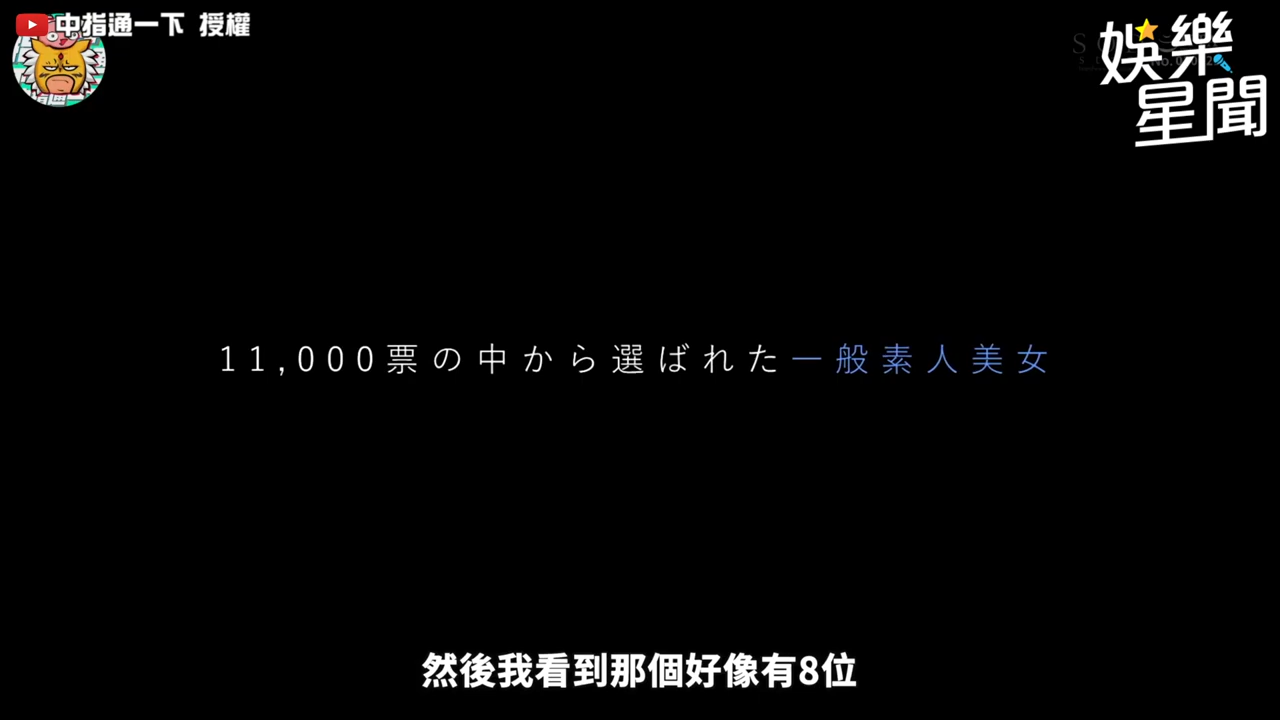 中指通一下 授權
娛樂
星聞
11,000票の中から選ばれた一般素人美女
然後我看到那個好像有8位